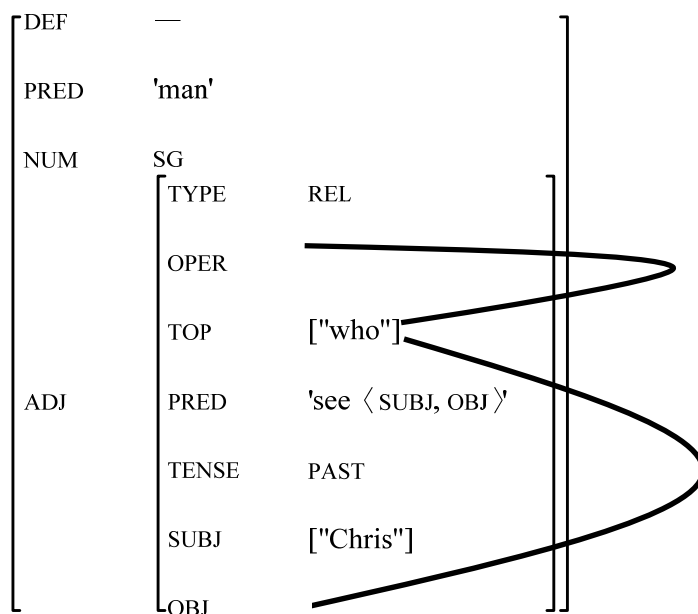 DEF —
PRED 'man'
NUM SG
TYPE REL
OPER
TOP ["who"]
ADJ PRED 'see〈SUBJ, OBJ〉'
TENSE PAST
SUBJ ["Chris"]
OBJ